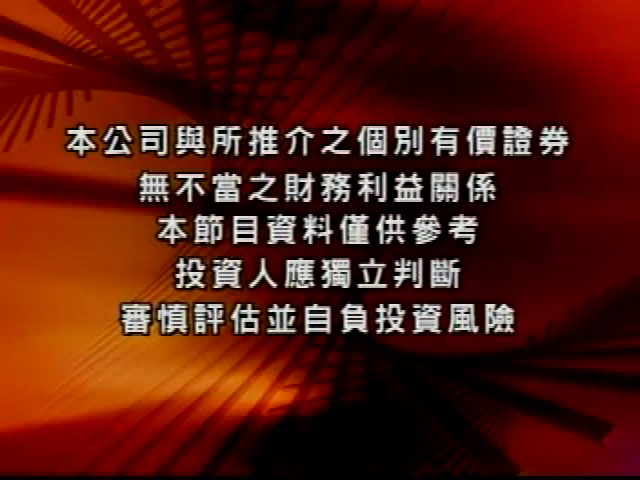 本公司與所推介之個別有價證券
無不當之財務利益關係
本節目資料僅供參考
投資人應獨立判斷
審慎評估並自負投資風險